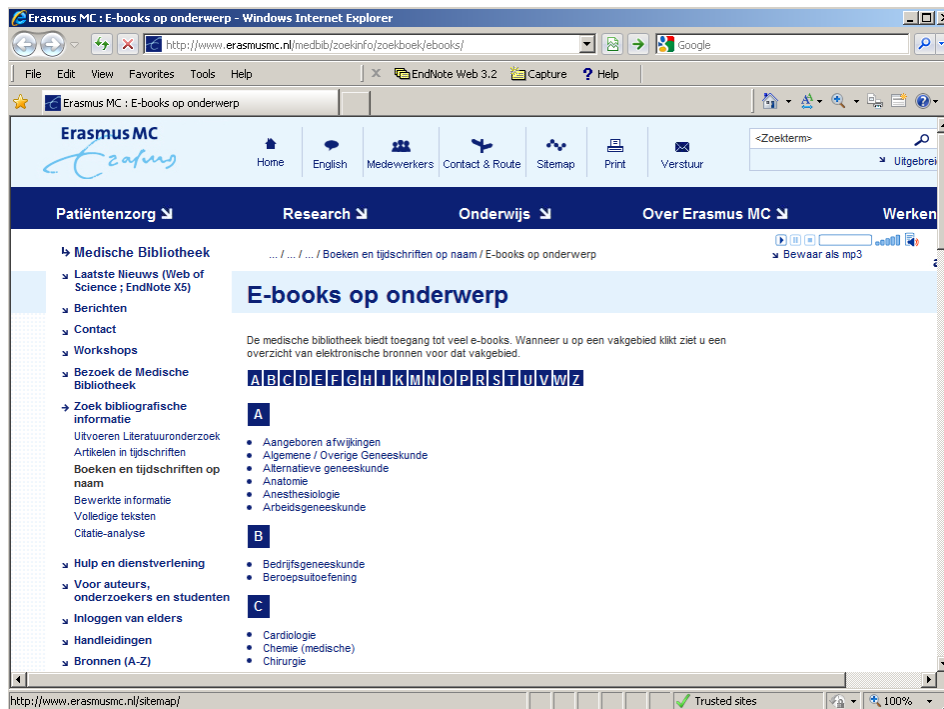 Erasmus MC : E-books op onderwerp - Windows Internet Explorer
http://www.erasmusmc.nl/medbib/zoekinfo/zoekboek/ebooks/
Google
File Edit View Favorites Tools Help
EndNote Web 3.2 Capture ? Help
Erasmus MC : E-books op onderwerp
Erasmus MC
Erasmus
Home English Medewerkers Contact & Route Sitemap Print Verstuur
<Zoekterm>
Uitgebrei
Patiëntenzorg Research Onderwijs Over Erasmus MC Werken
Medische Bibliotheek
Laatste Nieuws (Web of
Science ; EndNote X5)
Berichten
Contact
Workshops
Bezoek de Medische
Bibliotheek
Zoek bibliografische
informatie
Uitvoeren Literatuuronderzoek
Artikelen in tijdschriften
Boeken en tijdschriften op
naam
Bewerkte informatie
Volledige teksten
Citatie-analyse
Hulp en dienstverlening
Voor auteurs,
onderzoekers en studenten
Inloggen van elders
Handleidingen
Bronnen (A-Z)
... / ... / ... / Boeken en tijdschriften op naam / E-books op onderwerp
Bewaar als mp3
E-books op onderwerp
De medische bibliotheek biedt toegang tot veel e-books. Wanneer u op een vakgebied klikt ziet u een
overzicht van elektronische bronnen voor dat vakgebied.
A B C D E F G H I K M N O P R S T U V W Z
A
Aangeboren afwijkingen
Algemene / Overige Geneeskunde
Alternatieve geneeskunde
Anatomie
Anesthesiologie
Arbeidsgeneeskunde
B
Bedrijfsgeneeskunde
Beroepsuitoefening
C
Cardiologie
Chemie (medische)
Chirurgie
http://www.erasmusmc.nl/sitemap/
Trusted sites
100%